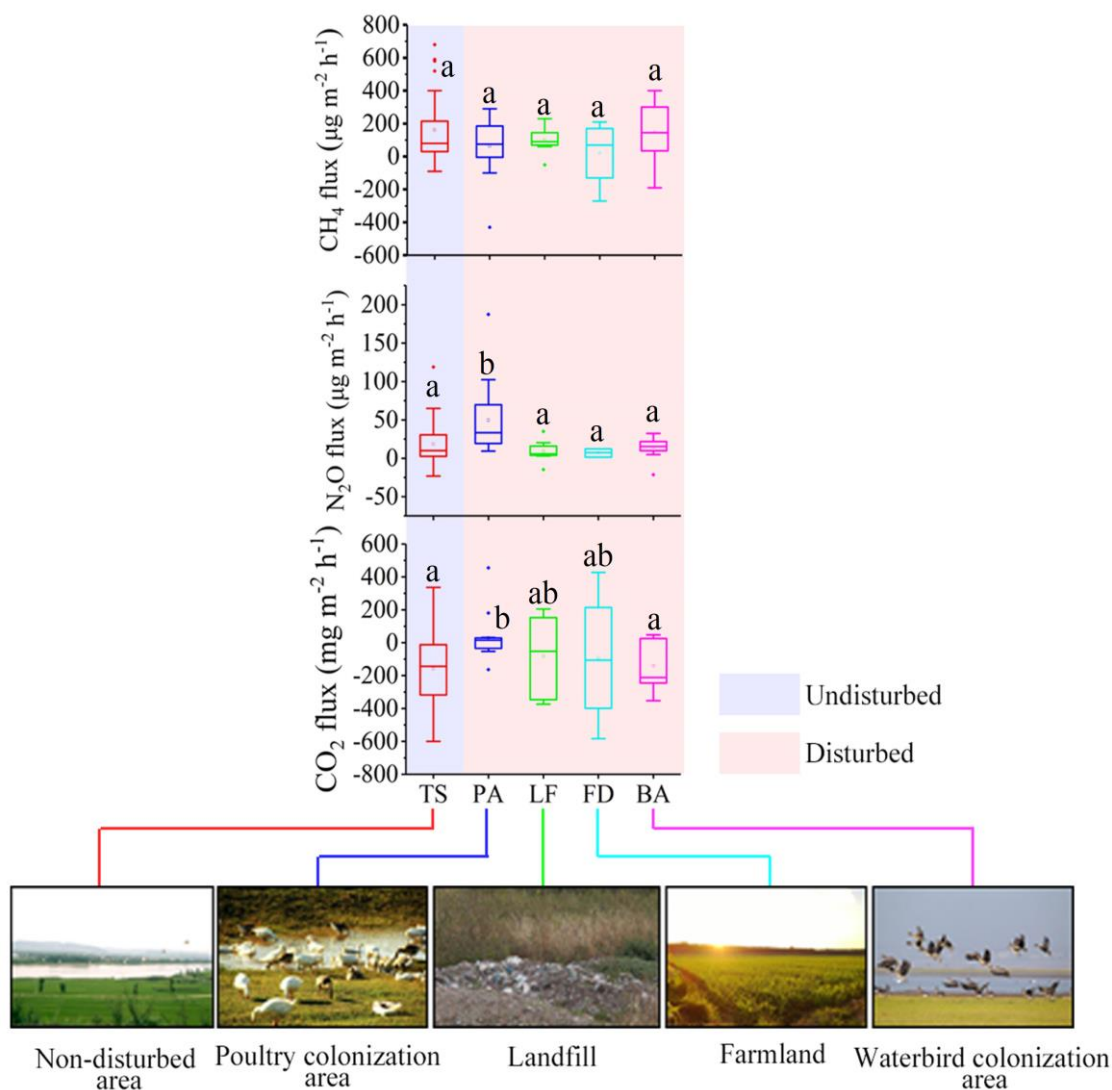 800
600
400
200
0
-200
-400
-600
CH₄ flux (μg m⁻² h⁻¹)
a
a
a
a
a
200
150
100
50
0
-50
N₂O flux (μg m⁻² h⁻¹)
a
b
a
a
a
600
400
200
0
-200
-400
-600
-800
CO₂ flux (mg m⁻² h⁻¹)
a
b
ab
ab
a
TS PA LF FD BA
Undisturbed
Disturbed
Non-disturbed
area
Poultry colonization
area
Landfill
Farmland
Waterbird colonization
area